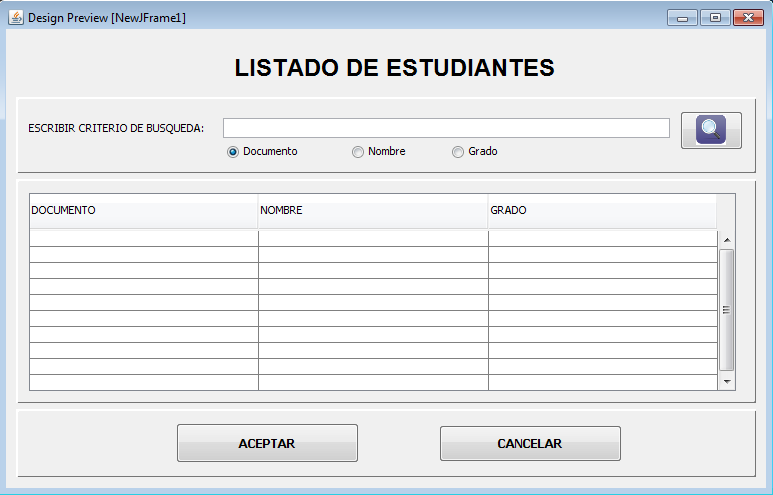 Design Preview [NewJFrame1]
LISTADO DE ESTUDIANTES
ESCRIBIR CRITERIO DE BUSQUEDA:
Documento Nombre Grado
DOCUMENTO NOMBRE GRADO
ACEPTAR CANCELAR